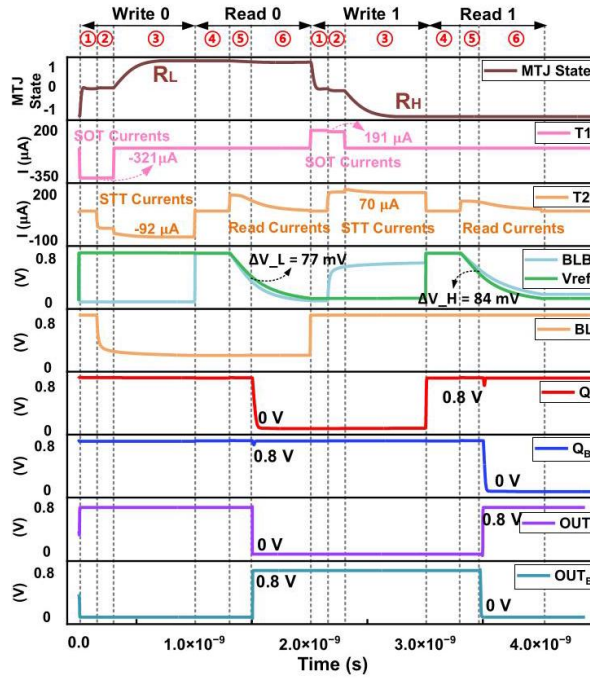 Write 0 Read 0 Write 1 Read 1
① ② ③ ④ ⑤ ⑥ ① ② ③ ④ ⑤ ⑥
MTJ State
1
0
-1
R_L
R_H
MTJ State
I (μA)
200
-350
SOT Currents
-321μA
191 μA
SOT Currents
T1
I (μA)
200
-100
STT Currents
-92 μA
Read Currents
70 μA
STT Currents
Read Currents
T2
(V)
0.8
0
ΔV_L = 77 mV
ΔV_H = 84 mV
BLB
Vref
(V)
0.8
0
BL
(V)
0.8
0
0 V
0.8 V
Q
(V)
0.8
0
0.8 V
0 V
Q_B
(V)
0.8
0
0 V
0.8 V
OUT
(V)
0.8
0
0.8 V
0 V
OUT_B
0.0 1.0×10⁻⁹ 2.0×10⁻⁹ 3.0×10⁻⁹ 4.0×10⁻⁹
Time (s)